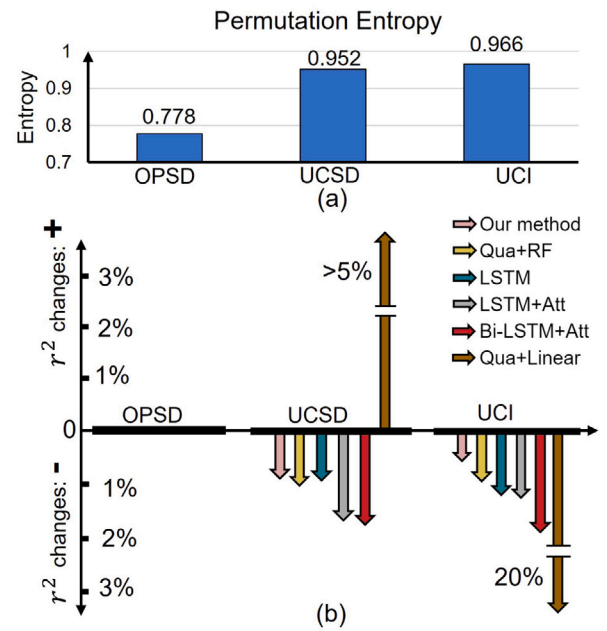 Permutation Entropy
Entropy
1
0.9
0.8
0.7
0.778
0.952
0.966
OPSD
UCSD
UCI
(a)
+
r² changes:
3%
2%
1%
>5%
Our method
Qua+RF
LSTM
LSTM+Att
Bi-LSTM+Att
Qua+Linear
0
OPSD
UCSD
UCI
r² changes: -
1%
2%
3%
20%
(b)